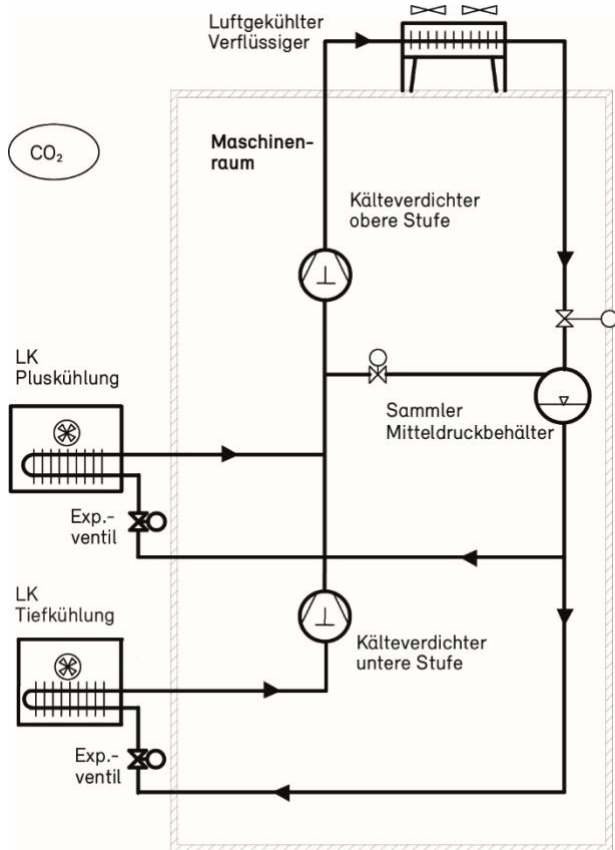 Luftgekühlter
Verflüssiger
CO₂
Maschinen-
raum
Kälteverdichter
obere Stufe
LK
Pluskühlung
Sammler
Mitteldruckbehälter
Exp.-
ventil
LK
Tiefkühlung
Kälteverdichter
untere Stufe
Exp.-
ventil